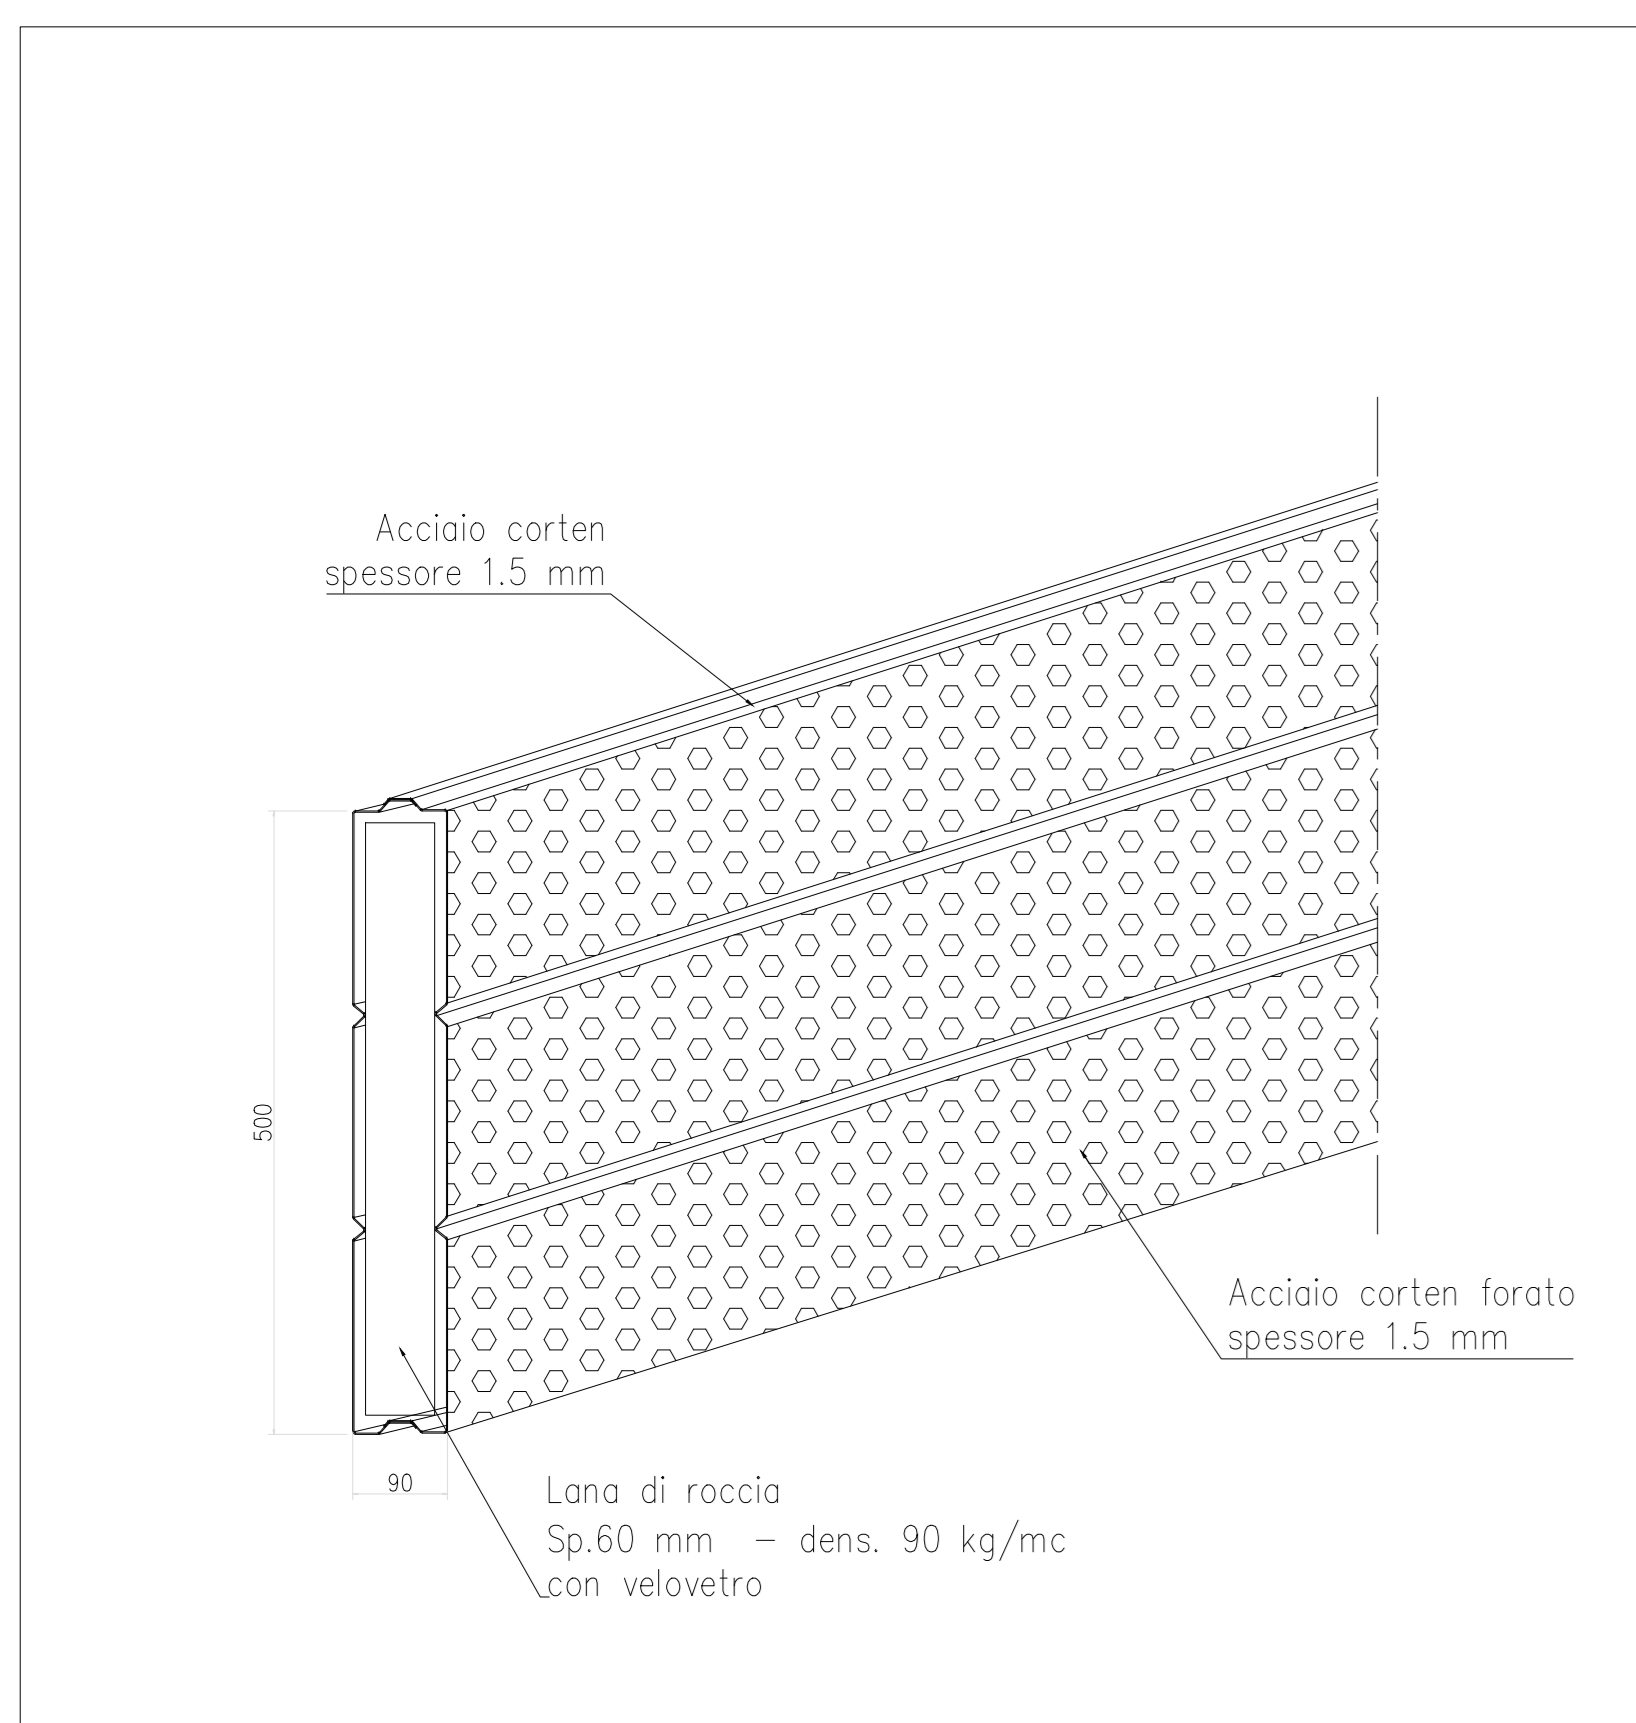 Acciaio corten
spessore 1.5 mm
500
90
Acciaio corten forato
spessore 1.5 mm
Lana di roccia
Sp.60 mm – dens. 90 kg/mc
con velovetro